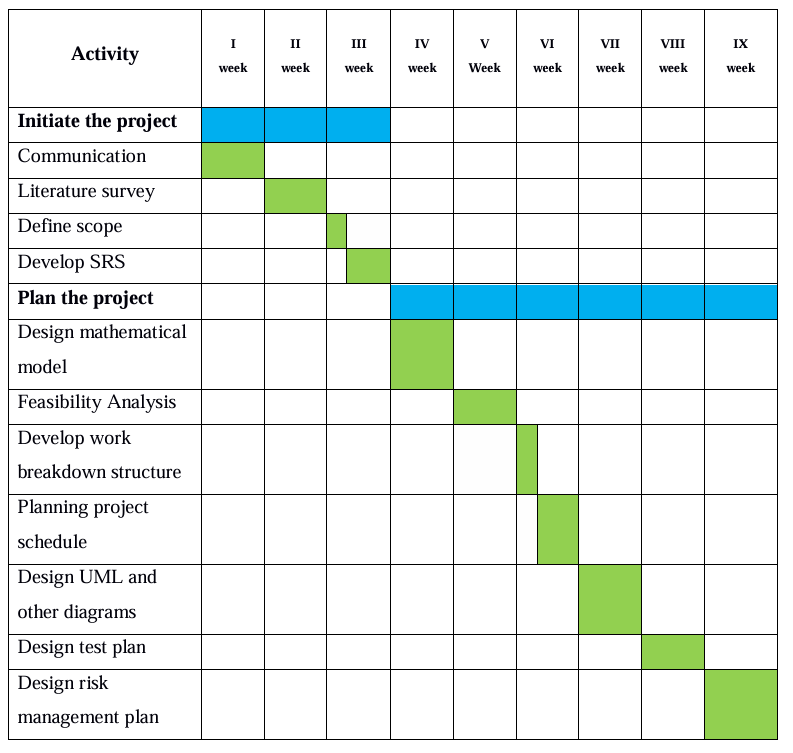 Activity
I
week
II
week
III
week
IV
week
V
Week
VI
week
VII
week
VIII
week
IX
week
Initiate the project
Communication
Literature survey
Define scope
Develop SRS
Plan the project
Design mathematical
model
Feasibility Analysis
Develop work
breakdown structure
Planning project
schedule
Design UML and
other diagrams
Design test plan
Design risk
management plan